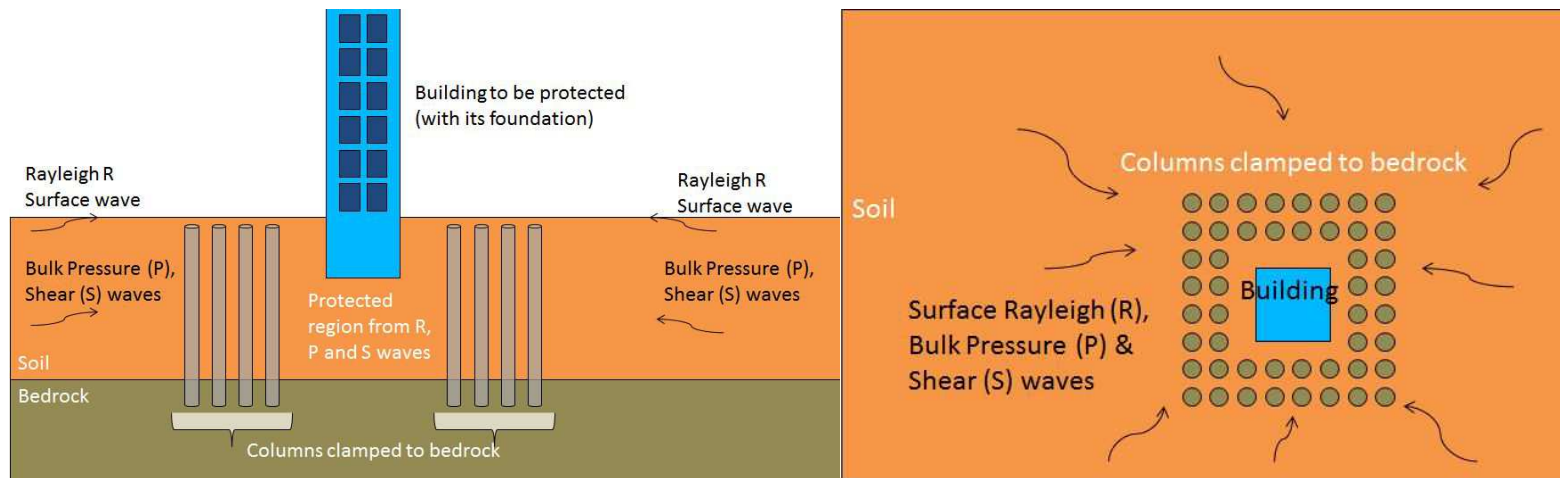 Building to be protected
(with its foundation)
Rayleigh R
Surface wave
Rayleigh R
Surface wave
Bulk Pressure (P),
Shear (S) waves
Bulk Pressure (P),
Shear (S) waves
Protected
region from R,
P and S waves
Soil
Bedrock
Columns clamped to bedrock
Columns clamped to bedrock
Soil
Building
Surface Rayleigh (R),
Bulk Pressure (P) &
Shear (S) waves